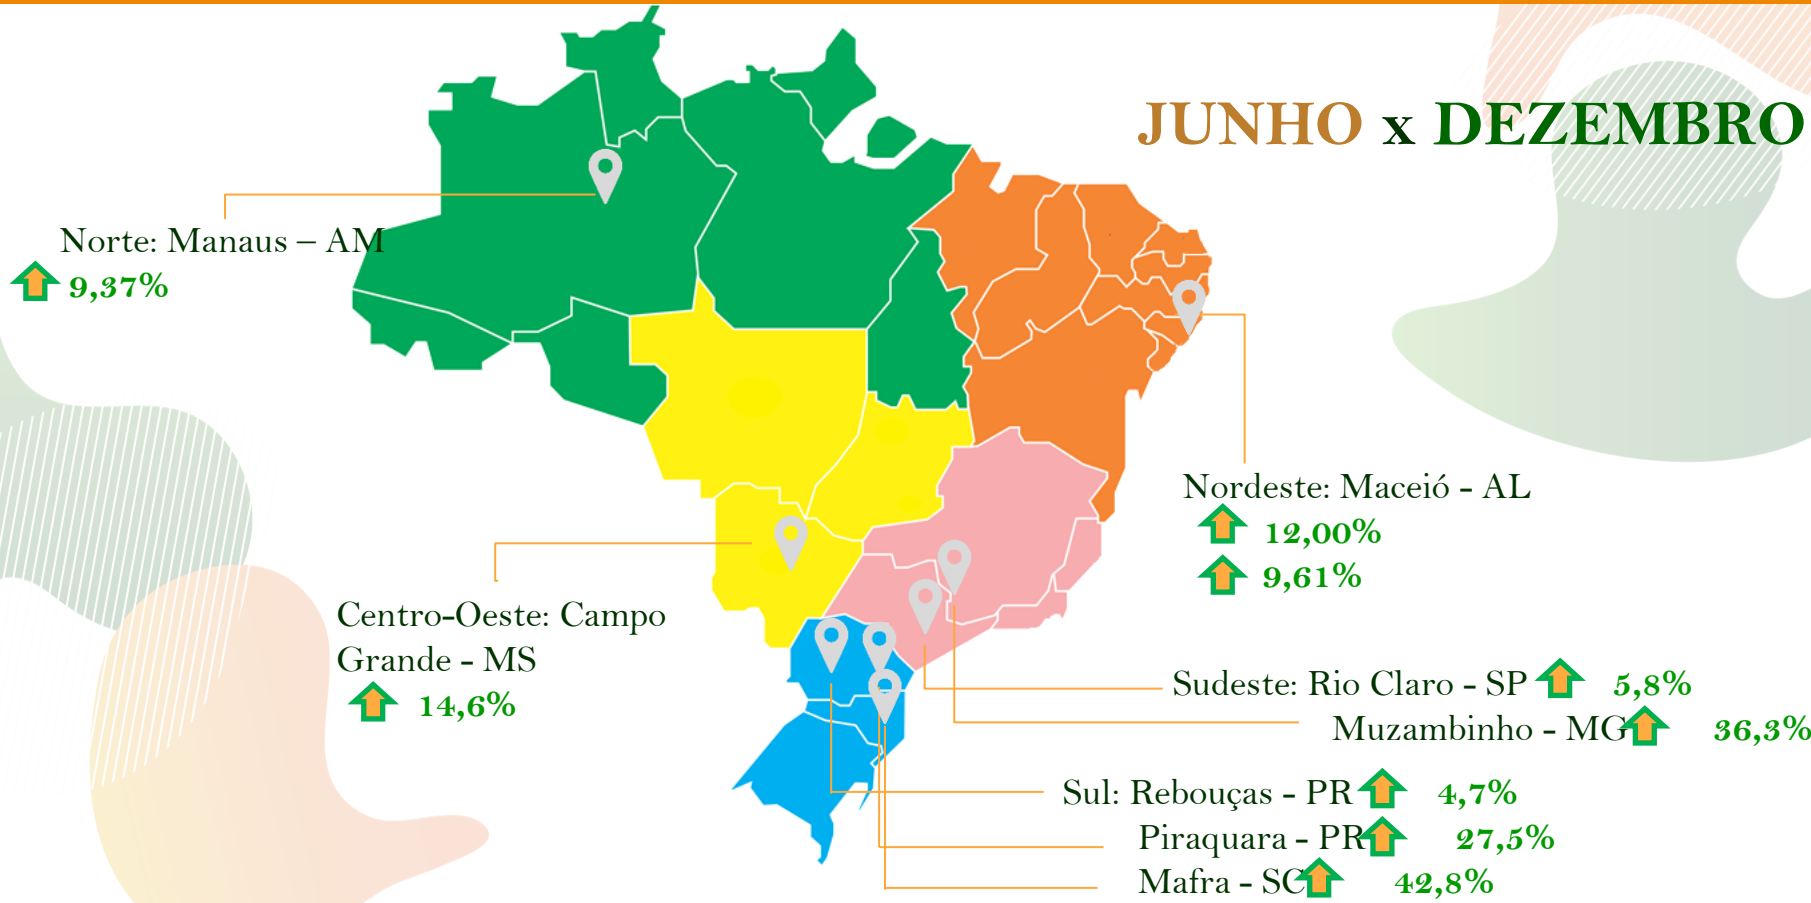 JUNHO x DEZEMBRO
Norte: Manaus – AM
9,37%
Nordeste: Maceió - AL
12,00%
9,61%
Centro-Oeste: Campo
Grande - MS
14,6%
Sudeste: Rio Claro - SP 5,8%
Muzambinho - MG 36,3%
Sul: Rebouças - PR 4,7%
Piraquara - PR 27,5%
Mafra - SC 42,8%